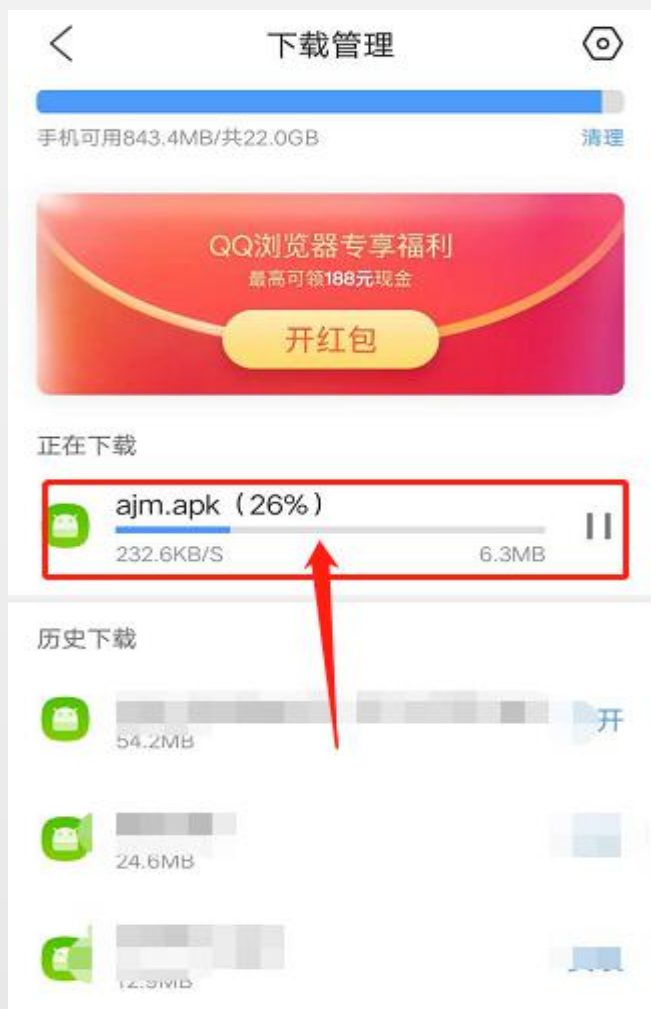 下载管理
手机可用843.4MB/共22.0GB 清理
QQ浏览器专享福利
最高可领188元现金
开红包
正在下载
ajm.apk（26%）
232.6KB/S 6.3MB
历史下载
开
54.2MB
24.6MB
12.9MB